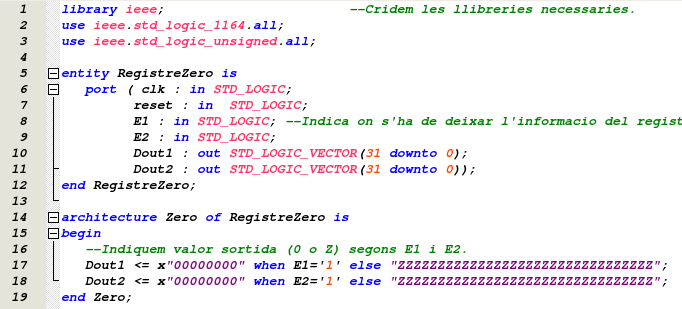 1 library ieee; --Cridem les llibreries necessaries.
2 use ieee.std_logic_1164.all;
3 use ieee.std_logic_unsigned.all;
4
5 entity RegistreZero is
6 port ( clk : in STD_LOGIC;
7 reset : in STD_LOGIC;
8 E1 : in STD_LOGIC; --Indica on s'ha de deixar l'informacio del regist
9 E2 : in STD_LOGIC;
10 Dout1 : out STD_LOGIC_VECTOR(31 downto 0);
11 Dout2 : out STD_LOGIC_VECTOR(31 downto 0));
12 end RegistreZero;
13
14 architecture Zero of RegistreZero is
15 begin
16 --Indiquem valor sortida (0 o Z) segons E1 i E2.
17 Dout1 <= x"00000000" when E1='1' else "ZZZZZZZZZZZZZZZZZZZZZZZZZZZZZZZZ";
18 Dout2 <= x"00000000" when E2='1' else "ZZZZZZZZZZZZZZZZZZZZZZZZZZZZZZZZ";
19 end Zero;